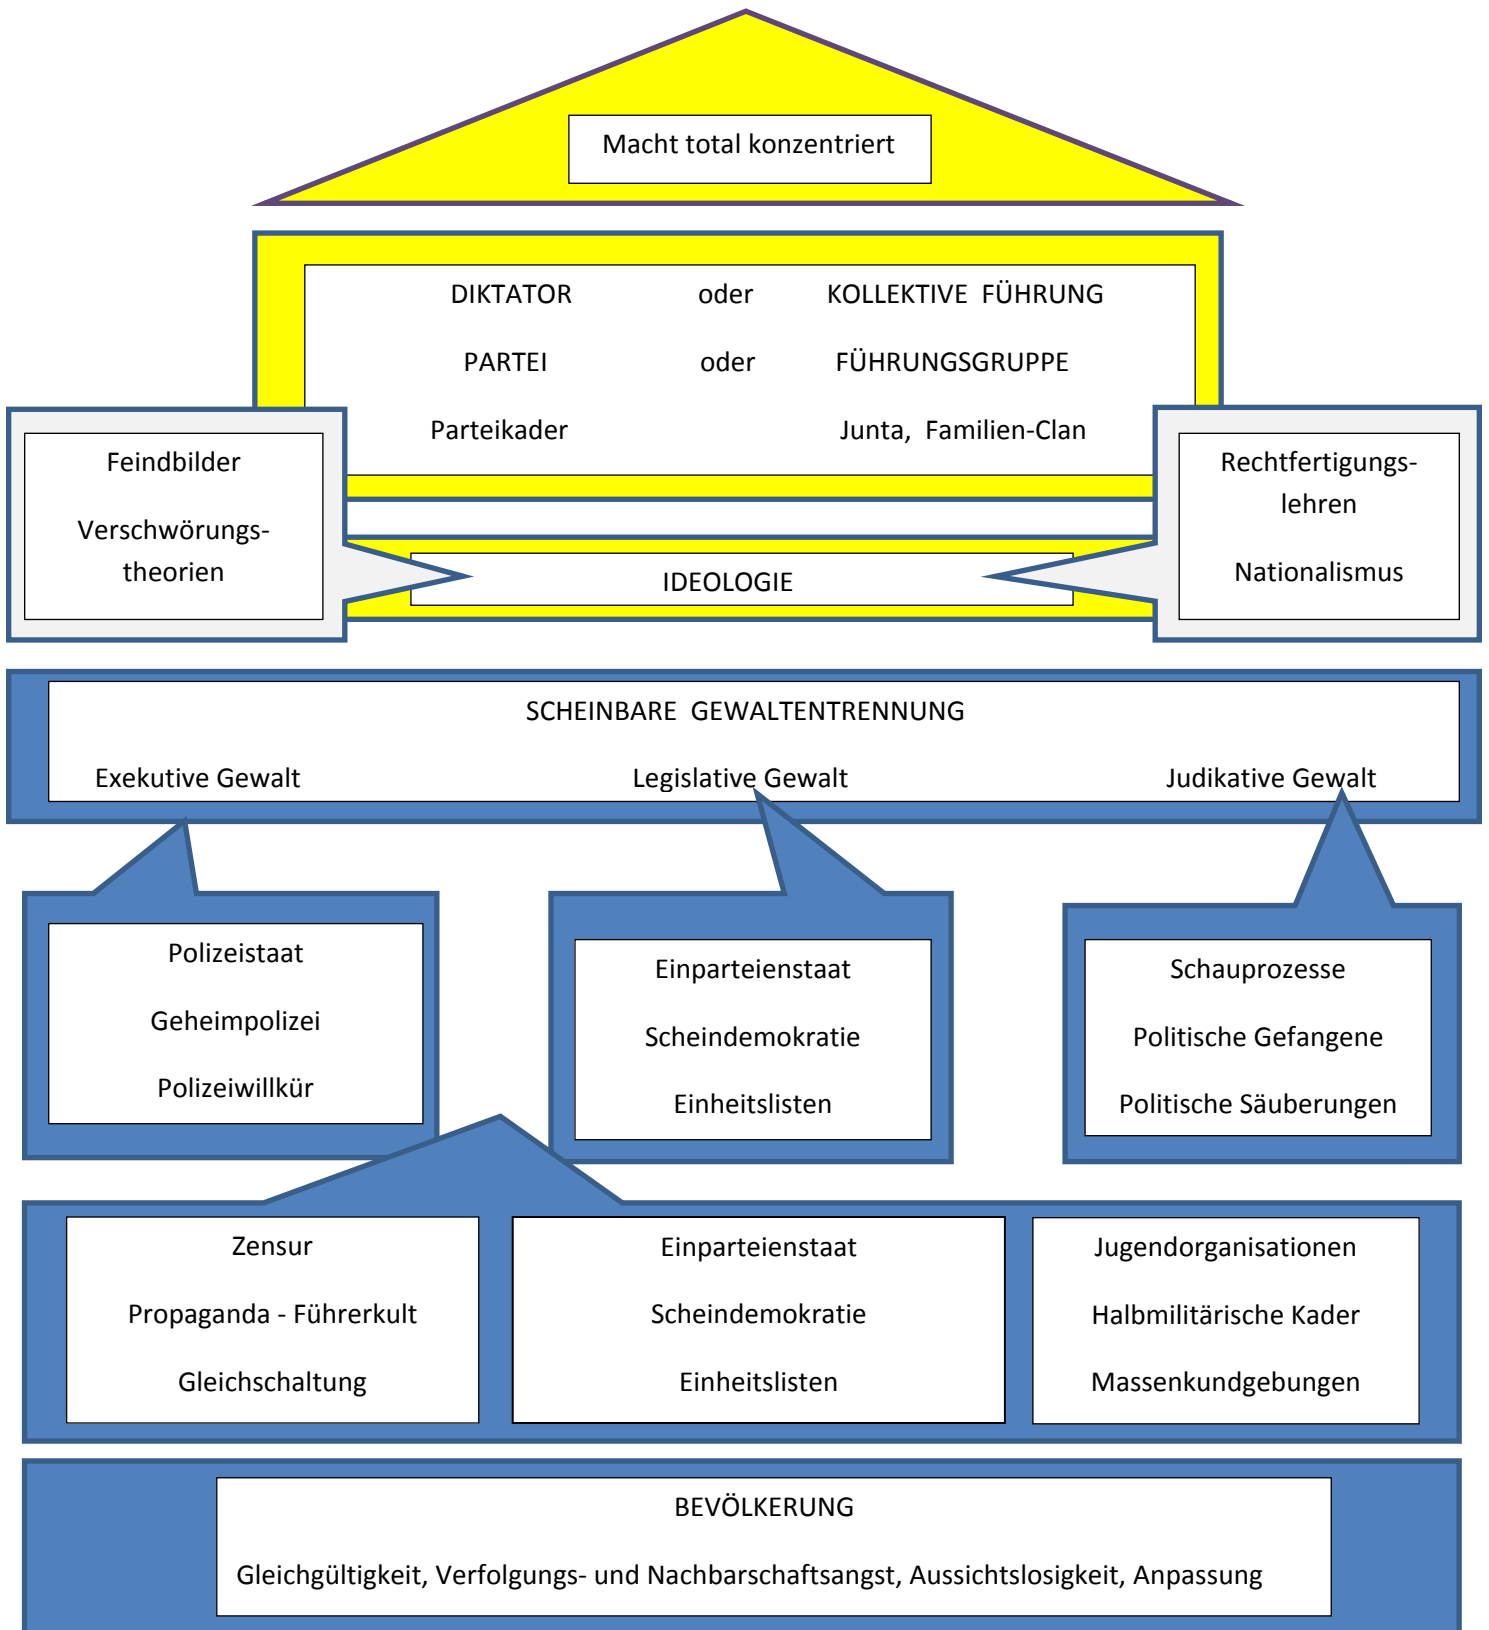 Macht total konzentriert
DIKTATOR oder KOLLEKTIVE FÜHRUNG
PARTEI oder FÜHRUNGSGRUPPE
Parteikader Junta, Familien-Clan
Feindbilder
Verschwörungs-
theorien
Rechtfertigungs-
lehren
Nationalismus
IDEOLOGIE
SCHEINBARE GEWALTENTRENNUNG
Exekutive Gewalt Legislative Gewalt Judikative Gewalt
Polizeistaat
Geheimpolizei
Polizeiwillkür
Einparteienstaat
Scheindemokratie
Einheitslisten
Schauprozesse
Politische Gefangene
Politische Säuberungen
Zensur
Propaganda - Führerkult
Gleichschaltung
Einparteienstaat
Scheindemokratie
Einheitslisten
Jugendorganisationen
Halbmilitärische Kader
Massenkundgebungen
BEVÖLKERUNG
Gleichgültigkeit, Verfolgungs- und Nachbarschaftsangst, Aussichtslosigkeit, Anpassung